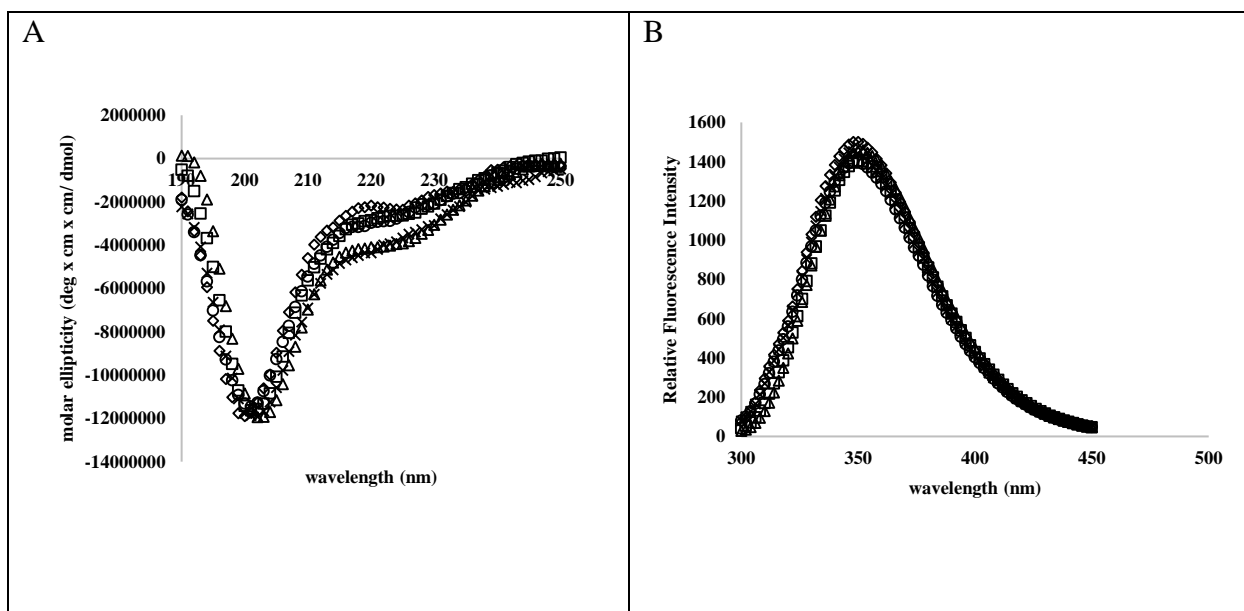 A
2000000
0
-2000000
-4000000
-6000000
-8000000
-10000000
-12000000
-14000000
190 200 210 220 230 240 250
molar ellipticity (deg x cm x cm/ dmol)
wavelength (nm)
B
1600
1400
1200
1000
800
600
400
200
0
300 350 400 450 500
Relative Fluorescence Intensity
wavelength (nm)